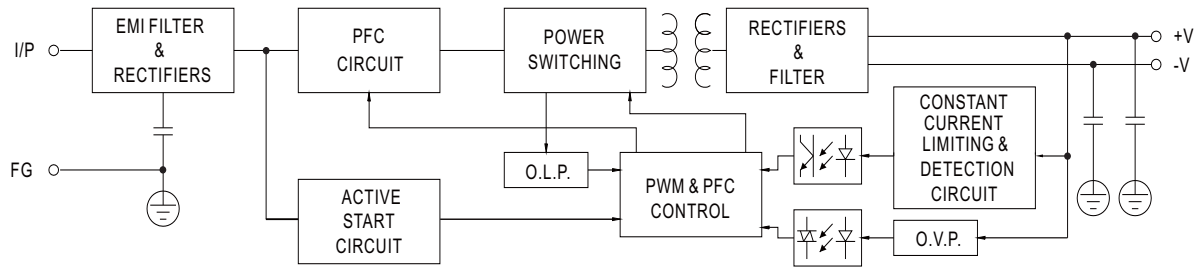 I/P
EMI FILTER
&
RECTIFIERS
PFC
CIRCUIT
POWER
SWITCHING
RECTIFIERS
&
FILTER
+V
-V
CONSTANT
CURRENT
LIMITING &
DETECTION
CIRCUIT
FG
O.L.P.
PWM & PFC
CONTROL
ACTIVE
START
CIRCUIT
O.V.P.